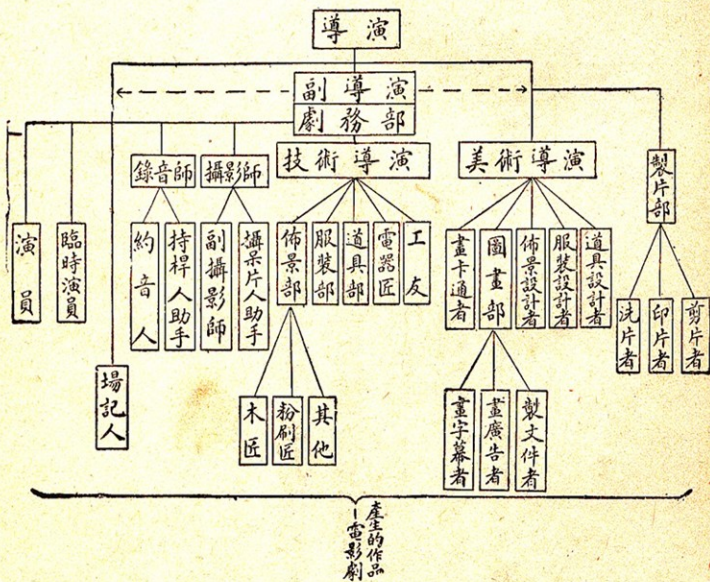 導演
副導演
劇務部
錄音師
攝影師
技術導演
美術導演
製片部
演員
臨時演員
約音人
持桿人助手
副攝影師
攝呆片人助手
佈景部
服裝部
道具部
電器匠
工友
畫卡通者
圖畫部
佈景設計者
服裝設計者
道具設計者
洗片者
印片者
剪片者
場記人
木匠
粉刷匠
其他
畫字幕者
畫廣告者
製文件者
產生的作品
—電影劇